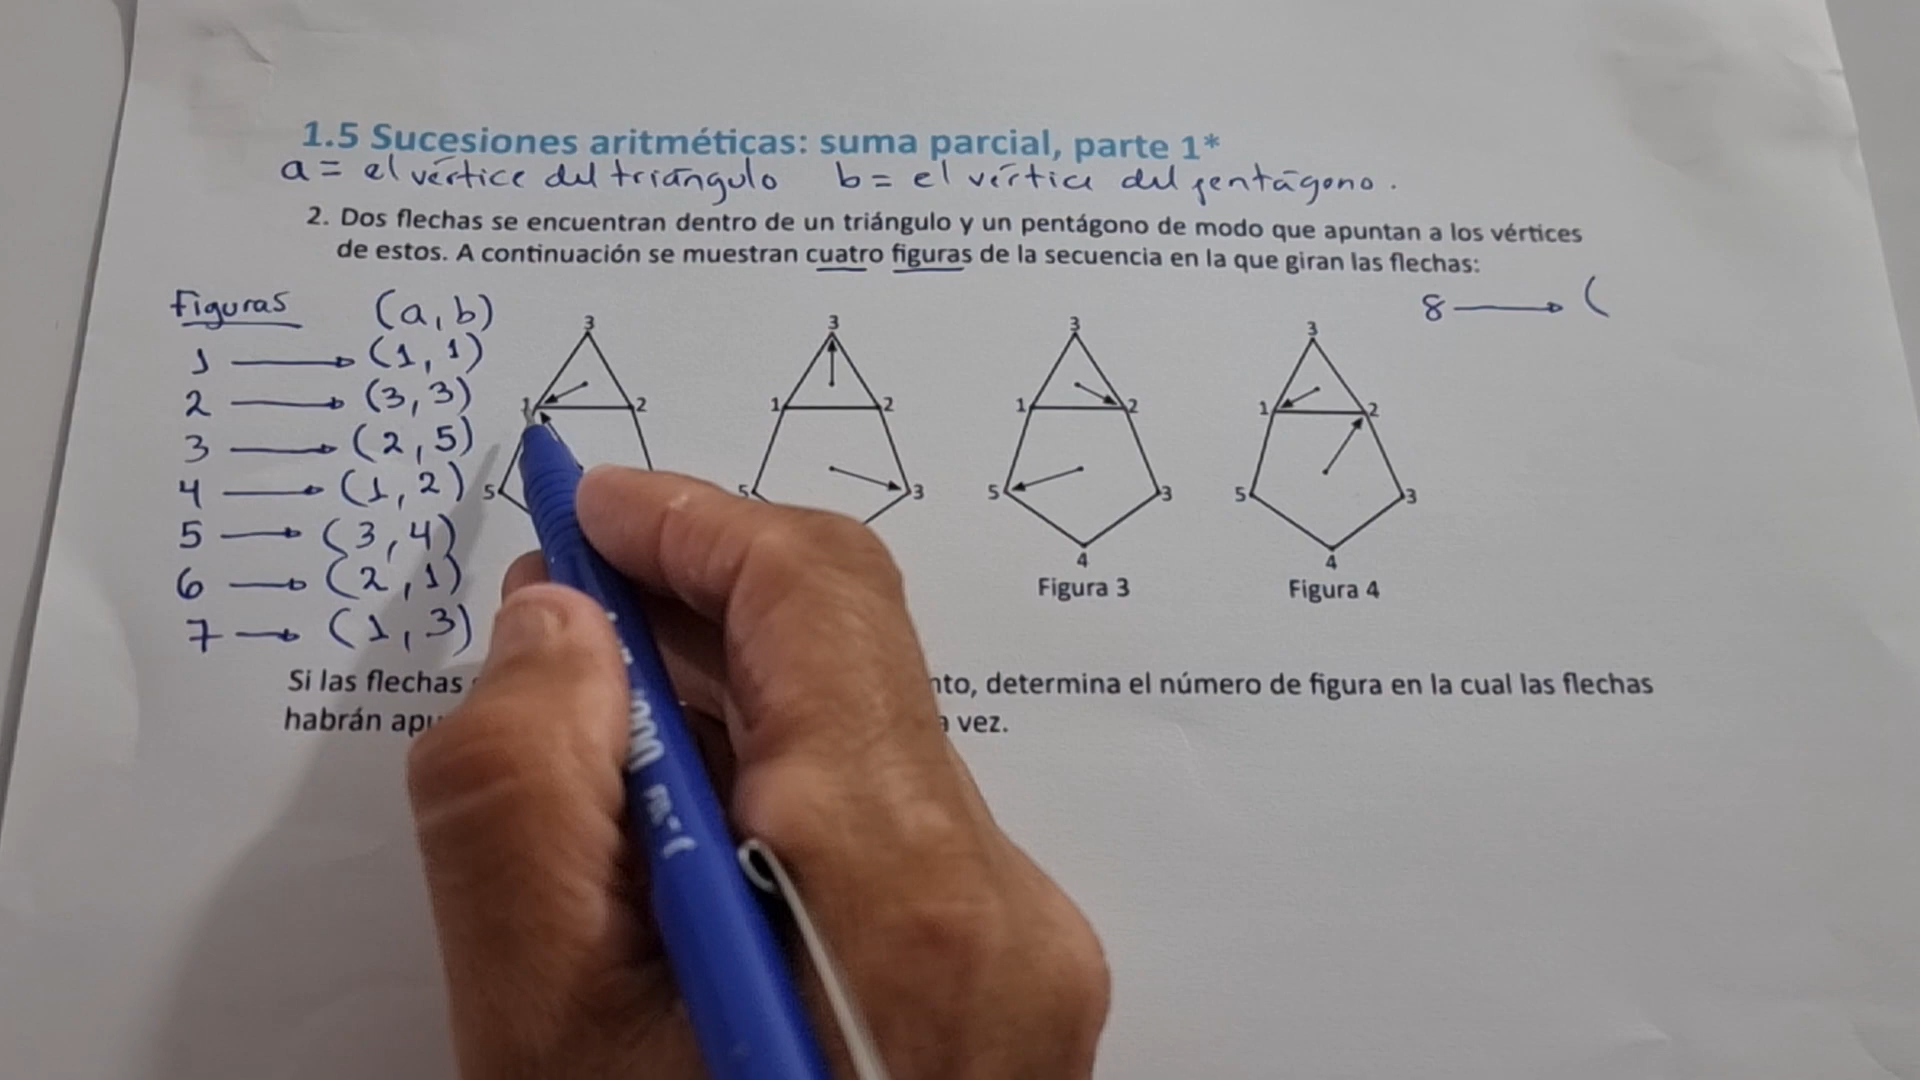 1.5 Sucesiones aritméticas: suma parcial, parte 1*
a = el vértice del triángulo b = el vértice del pentágono.
2. Dos flechas se encuentran dentro de un triángulo y un pentágono de modo que apuntan a los vértices
de estos. A continuación se muestran cuatro figuras de la secuencia en la que giran las flechas:
Figuras (a, b)
1 → (1, 1)
2 → (3, 3)
3 → (2, 5)
4 → (1, 2)
5 → (3, 4)
6 → (2, 1)
7 → (1, 3)
8 → (
3 3 3 3
1 2 1 2 1 2 1 2
5 5 3 5 3 5 3
4 4
Figura 3 Figura 4
Si las flechas determina el número de figura en la cual las flechas
habrán vez.